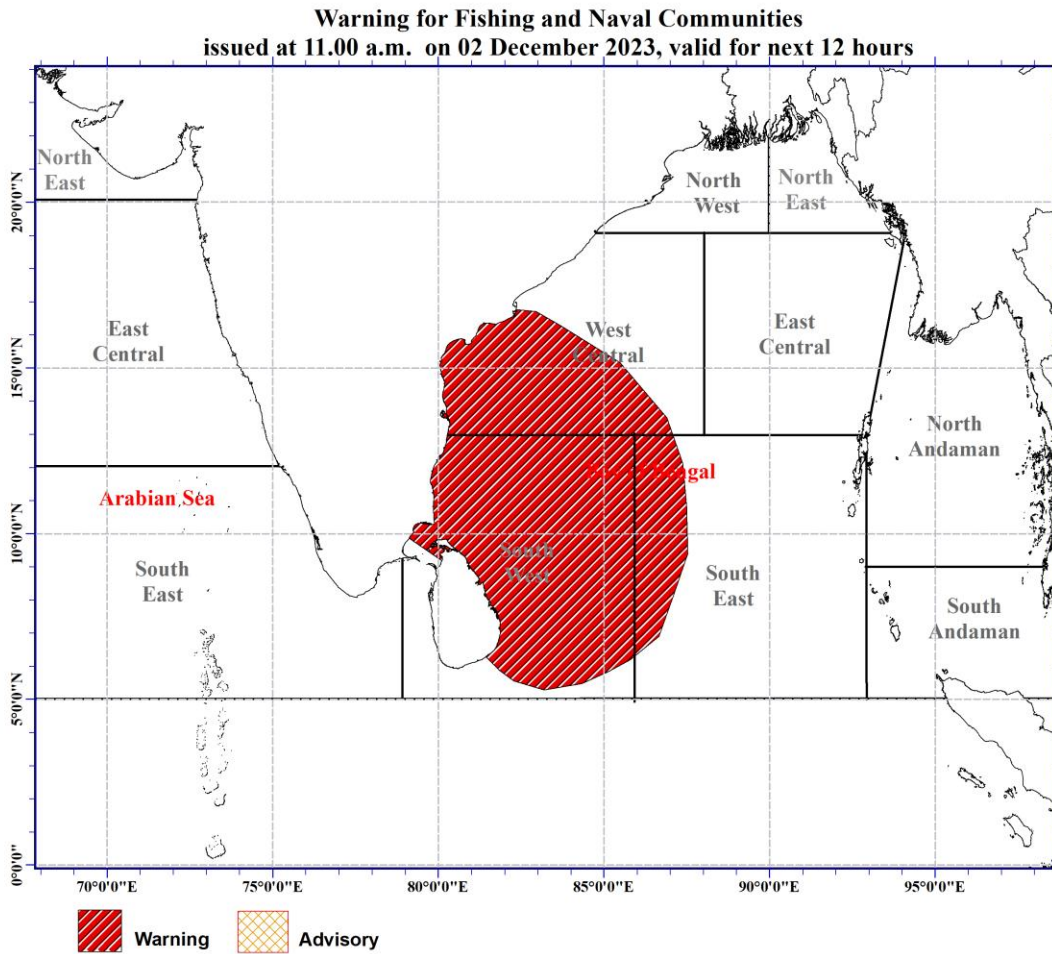 Warning for Fishing and Naval Communities
issued at 11.00 a.m. on 02 December 2023, valid for next 12 hours
North
East
North
West
North
East
East
Central
West
Central
East
Central
North
Andaman
Arabian Sea
Bengal
South
East
South
West
South
East
South
Andaman
20°0'0"N
15°0'0"N
10°0'0"N
5°0'0"N
0°0'0"
70°0'0"E
75°0'0"E
80°0'0"E
85°0'0"E
90°0'0"E
95°0'0"E
Warning
Advisory